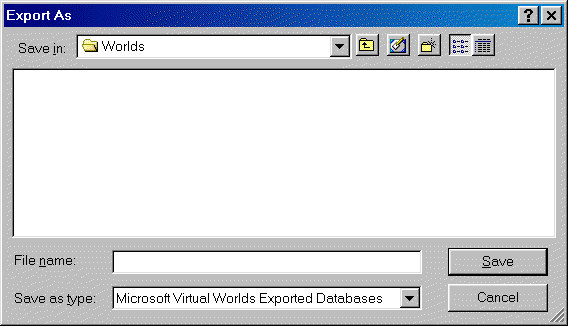 Export As
Save in: Worlds
File name:
Save
Save as type: Microsoft Virtual Worlds Exported Databases
Cancel